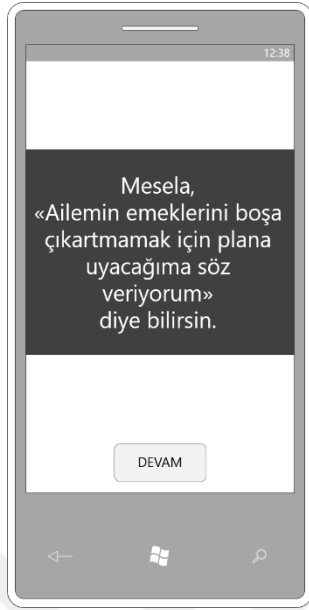 12:38
Mesela,
«Ailemin emeklerini boşa
çıkartmamak için plana
uyacağıma söz
veriyorum»
diye bilirsin.
DEVAM